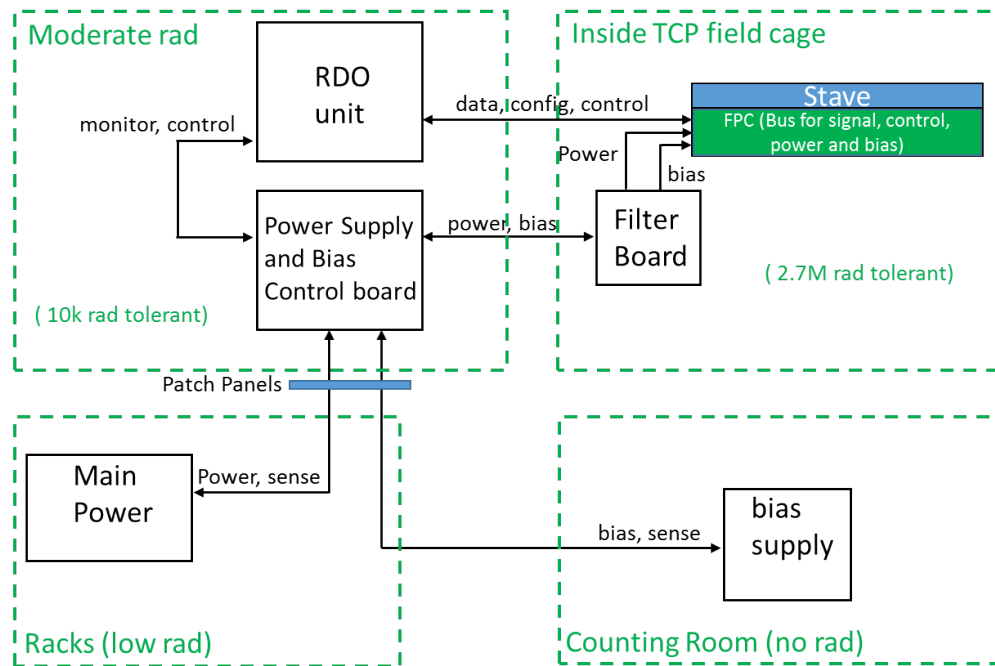 Moderate rad
RDO
unit
monitor, control
data, config, control
Power Supply
and Bias
Control board
power, bias
( 10k rad tolerant)
Inside TCP field cage
Stave
FPC (Bus for signal, control,
power and bias)
Power
bias
Filter
Board
( 2.7M rad tolerant)
Patch Panels
Main
Power
Power, sense
Racks (low rad)
bias, sense
bias
supply
Counting Room (no rad)